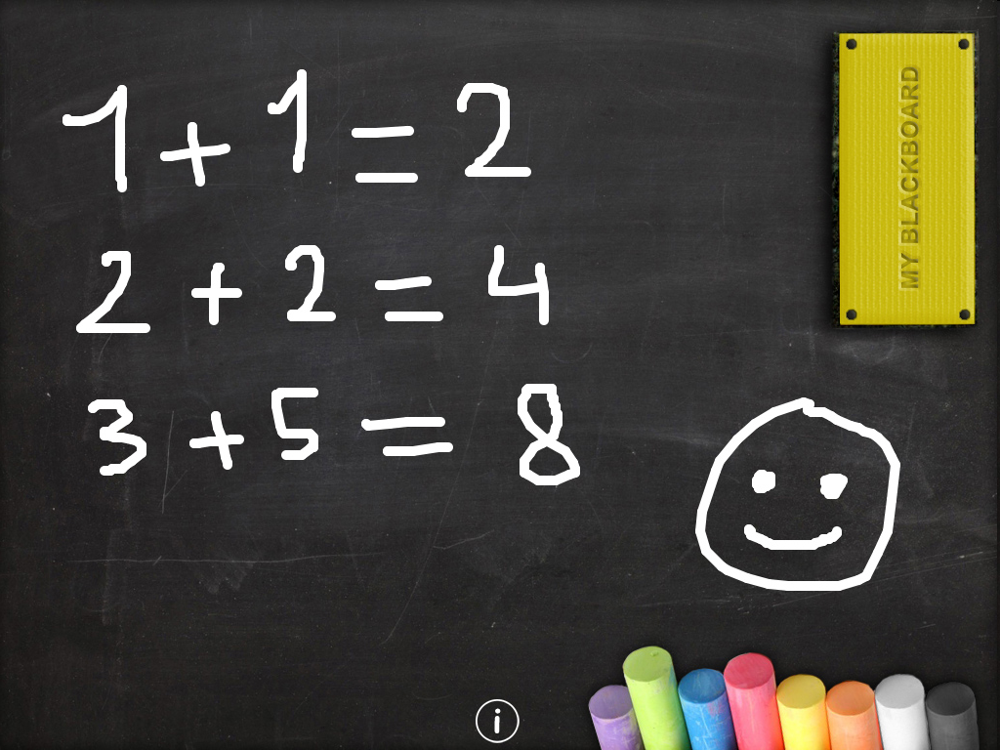 1 + 1 = 2
2 + 2 = 4
3 + 5 = 8
MY BLACKBOARD
i